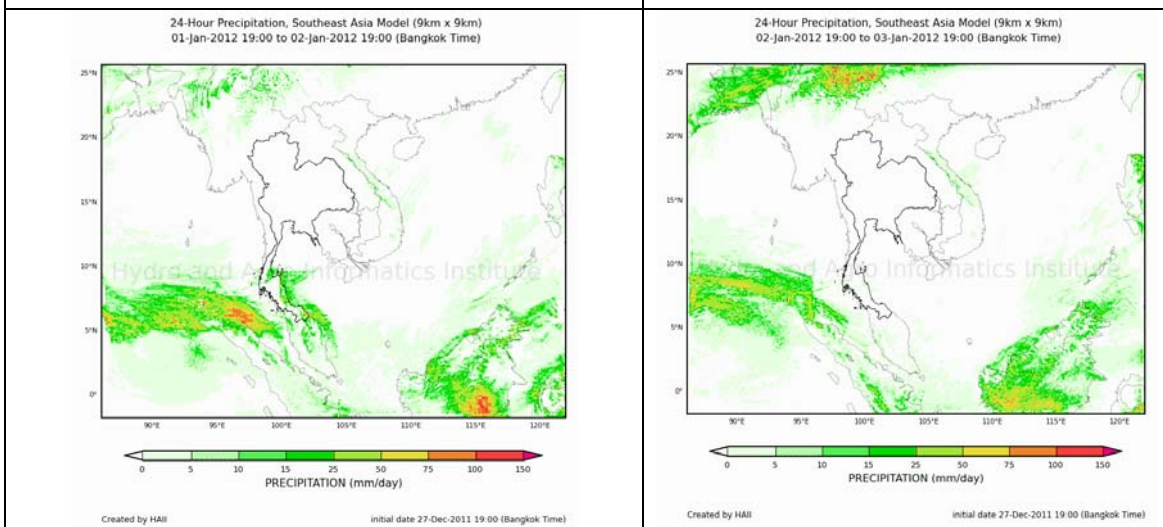 24-Hour Precipitation, Southeast Asia Model (9km x 9km)
01-Jan-2012 19:00 to 02-Jan-2012 19:00 (Bangkok Time)
25°N
20°N
15°N
10°N
5°N
0°
Hydro and Agro Informatics Institute
90°E 95°E 100°E 105°E 110°E 115°E 120°E
0 5 10 15 25 50 75 100 150
PRECIPITATION (mm/day)
Created by HAII initial date 27-Dec-2011 19:00 (Bangkok Time)
24-Hour Precipitation, Southeast Asia Model (9km x 9km)
02-Jan-2012 19:00 to 03-Jan-2012 19:00 (Bangkok Time)
25°N
20°N
15°N
10°N
5°N
0°
Hydro and Agro Informatics Institute
90°E 95°E 100°E 105°E 110°E 115°E 120°E
0 5 10 15 25 50 75 100 150
PRECIPITATION (mm/day)
Created by HAII initial date 27-Dec-2011 19:00 (Bangkok Time)